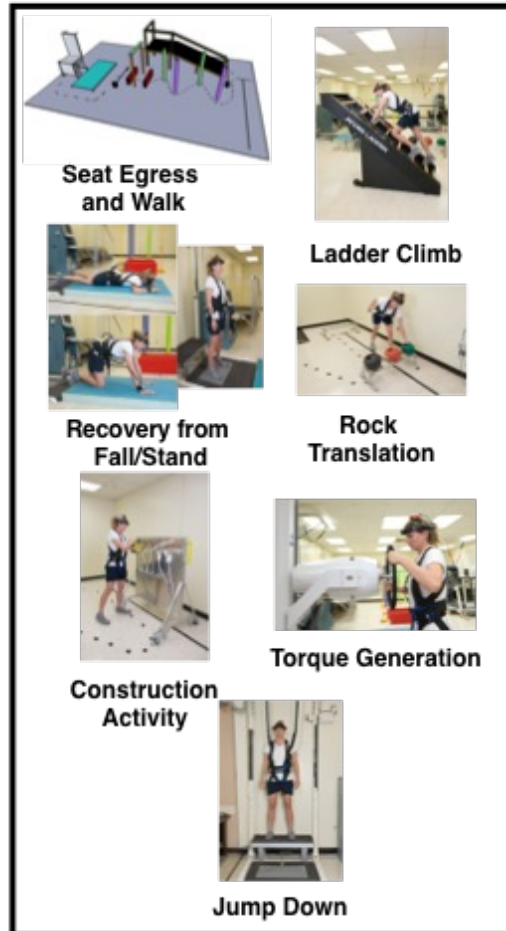 Seat Egress
and Walk
Ladder Climb
Recovery from
Fall/Stand
Rock
Translation
Construction
Activity
Torque Generation
Jump Down